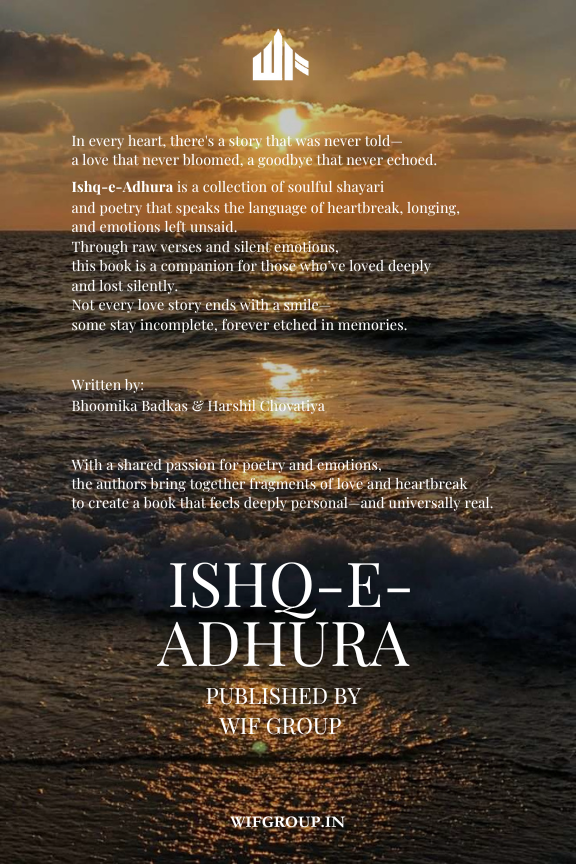 WIF
In every heart, there's a story that was never told—
a love that never bloomed, a goodbye that never echoed.
Ishq-e-Adhura is a collection of soulful shayari
and poetry that speaks the language of heartbreak, longing,
and emotions left unsaid.
Through raw verses and silent emotions,
this book is a companion for those who've loved deeply
and lost silently.
Not every love story ends with a smile—
some stay incomplete, forever etched in memories.
Written by:
Bhoomika Badkas & Harshil Chovatiya
With a shared passion for poetry and emotions,
the authors bring together fragments of love and heartbreak
to create a book that feels deeply personal—and universally real.
ISHQ-E-
ADHURA
PUBLISHED BY
WIF GROUP
WIFGROUP.IN